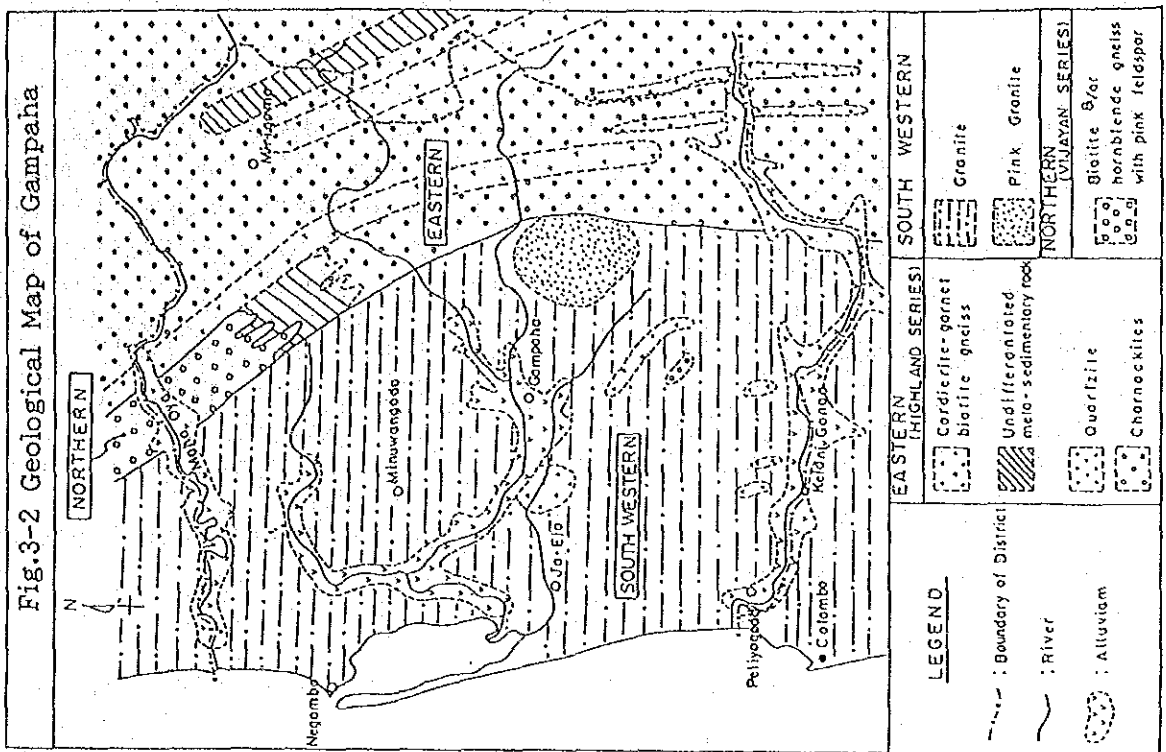 Fig.3-2 Geological Map of Gampaha
N
NORTHERN
EASTERN
SOUTH WESTERN
Negombo
Maha Oya
Mirigama
Minuwangoda
Gampaha
Ja-Ela
Peliyagoda
Kelani Ganga
Colombo
LEGEND
: Boundary of District
: River
: Alluviam
EASTERN
(HIGHLAND SERIES)
Cordierite-garnet
biotite gneiss
Undifferentiated
meta-sedimentary rock
Quartzite
Charnockites
SOUTH WESTERN
Granite
Pink Granite
NORTHERN
(VIJAYAN SERIES)
Biotite &/or
hornblende gneiss
with pink feldspar